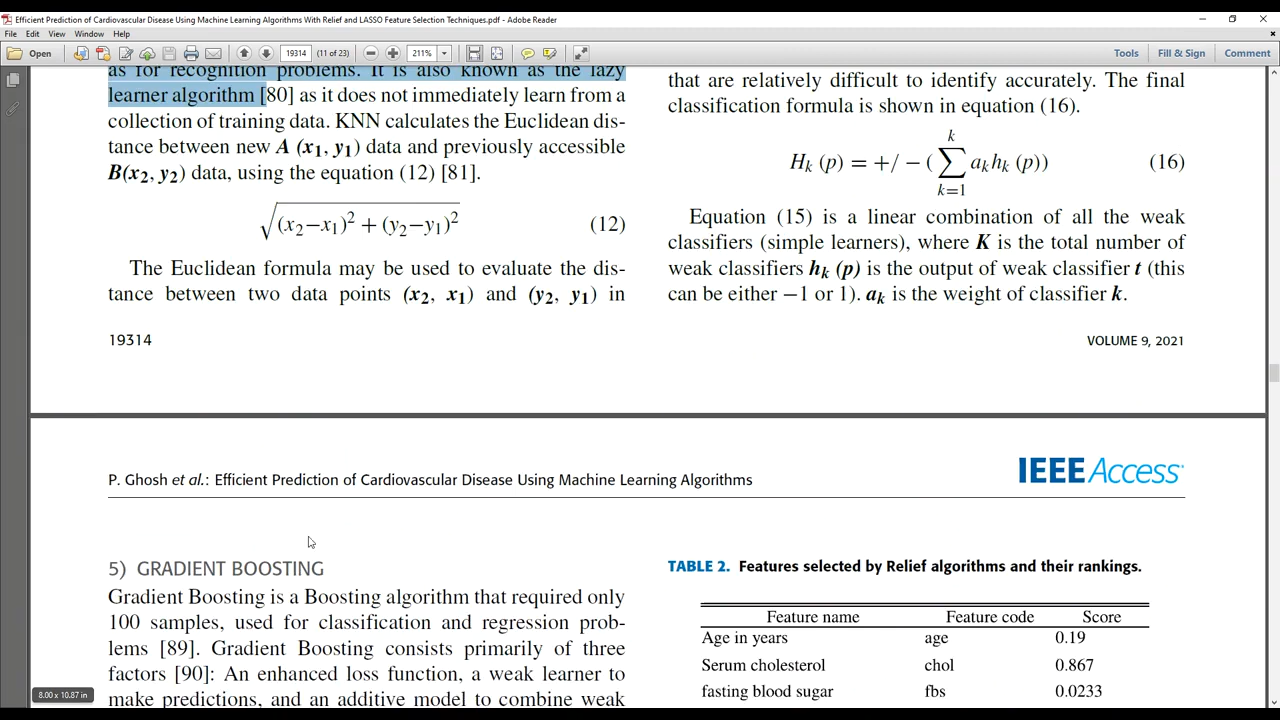 Efficient Prediction of Cardiovascular Disease Using Machine Learning Algorithms With Relief and LASSO Feature Selection Techniques.pdf - Adobe Reader
File Edit View Window Help
Open 19314 (11 of 23) 211% Tools Fill & Sign Comment
as for recognition problems. It is also known as the lazy
learner algorithm [80] as it does not immediately learn from a
collection of training data. KNN calculates the Euclidean dis-
tance between new A (x₁, y₁) data and previously accessible
B(x₂, y₂) data, using the equation (12) [81].
√(x₂−x₁)² + (y₂−y₁)² (12)
The Euclidean formula may be used to evaluate the dis-
tance between two data points (x₂, x₁) and (y₂, y₁) in
that are relatively difficult to identify accurately. The final
classification formula is shown in equation (16).
Hₖ (p) = +/ − ( ∑ₖ₌₁ᵏ aₖhₖ (p)) (16)
Equation (15) is a linear combination of all the weak
classifiers (simple learners), where K is the total number of
weak classifiers hₖ (p) is the output of weak classifier t (this
can be either −1 or 1). aₖ is the weight of classifier k.
19314 VOLUME 9, 2021
P. Ghosh et al.: Efficient Prediction of Cardiovascular Disease Using Machine Learning Algorithms
IEEE Access
5) GRADIENT BOOSTING
Gradient Boosting is a Boosting algorithm that required only
100 samples, used for classification and regression prob-
lems [89]. Gradient Boosting consists primarily of three
factors [90]: An enhanced loss function, a weak learner to
make predictions, and an additive model to combine weak
TABLE 2. Features selected by Relief algorithms and their rankings.
Feature name Feature code Score
Age in years age 0.19
Serum cholesterol chol 0.867
fasting blood sugar fbs 0.0233
8.00 x 10.87 in